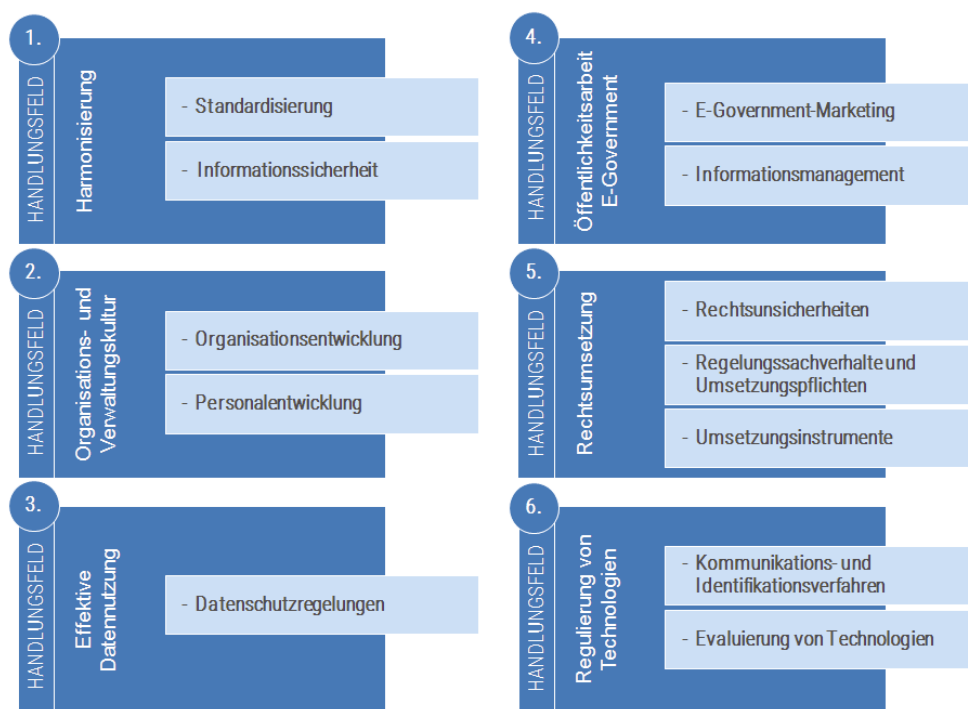 1.
HANDLUNGSFELD
Harmonisierung
- Standardisierung
- Informationssicherheit
2.
HANDLUNGSFELD
Organisations- und
Verwaltungskultur
- Organisationsentwicklung
- Personalentwicklung
3.
HANDLUNGSFELD
Effektive
Datennutzung
- Datenschutzregelungen
4.
HANDLUNGSFELD
Öffentlichkeitsarbeit
E-Government
- E-Government-Marketing
- Informationsmanagement
5.
HANDLUNGSFELD
Rechtsumsetzung
- Rechtsunsicherheiten
- Regelungssachverhalte und
Umsetzungspflichten
- Umsetzungsinstrumente
6.
HANDLUNGSFELD
Regulierung von
Technologien
- Kommunikations- und
Identifikationsverfahren
- Evaluierung von Technologien